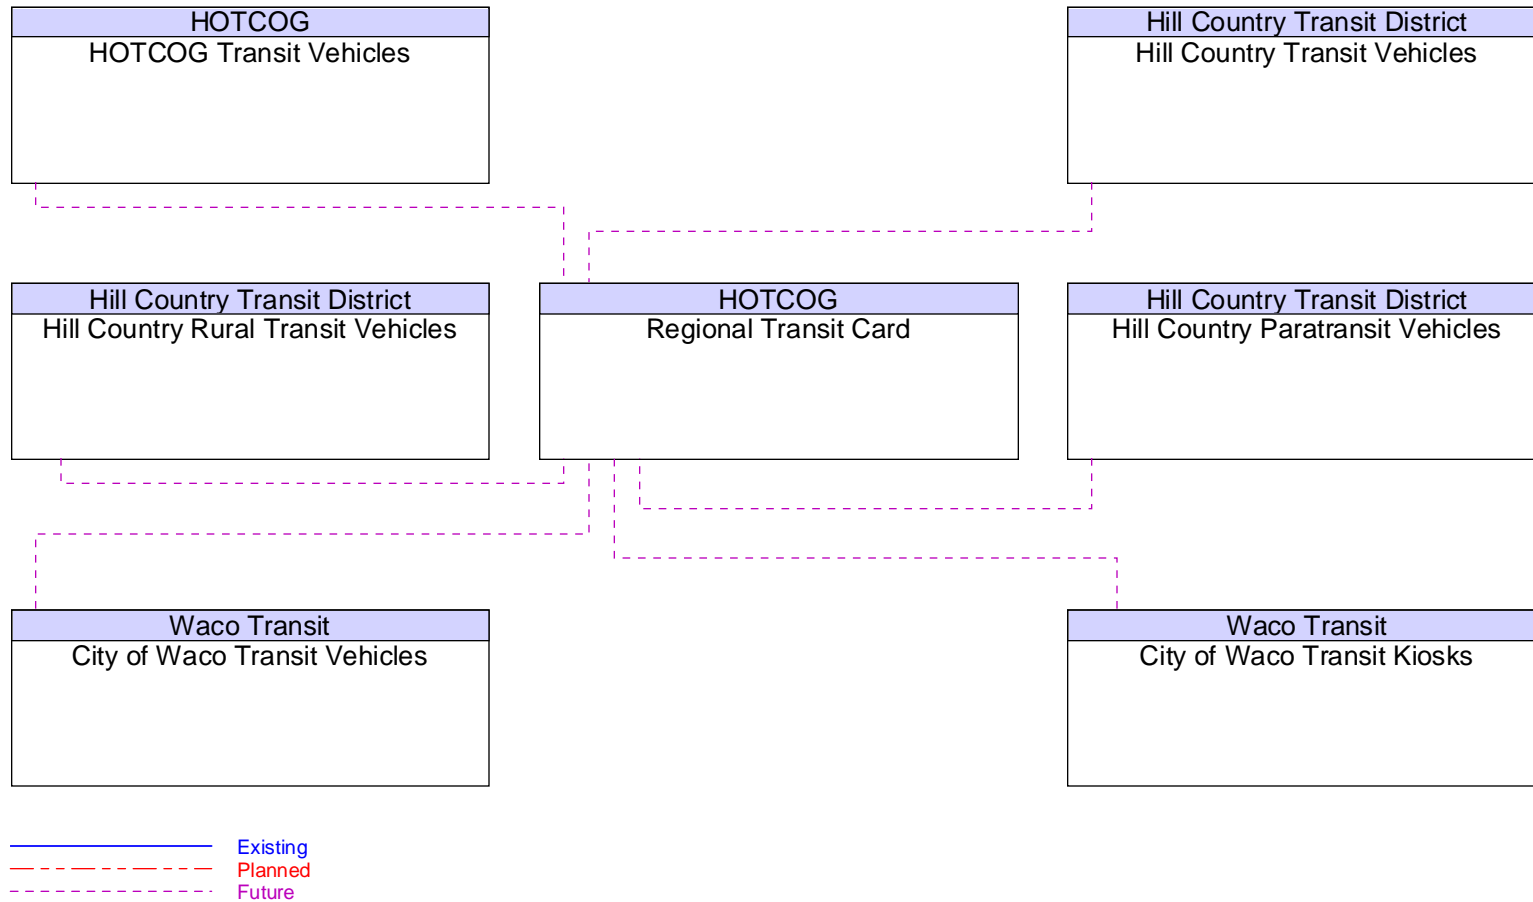 HOTCOG
HOTCOG Transit Vehicles
Hill Country Transit District
Hill Country Transit Vehicles
Hill Country Transit District
Hill Country Rural Transit Vehicles
HOTCOG
Regional Transit Card
Hill Country Transit District
Hill Country Paratransit Vehicles
Waco Transit
City of Waco Transit Vehicles
Waco Transit
City of Waco Transit Kiosks
Existing
Planned
Future